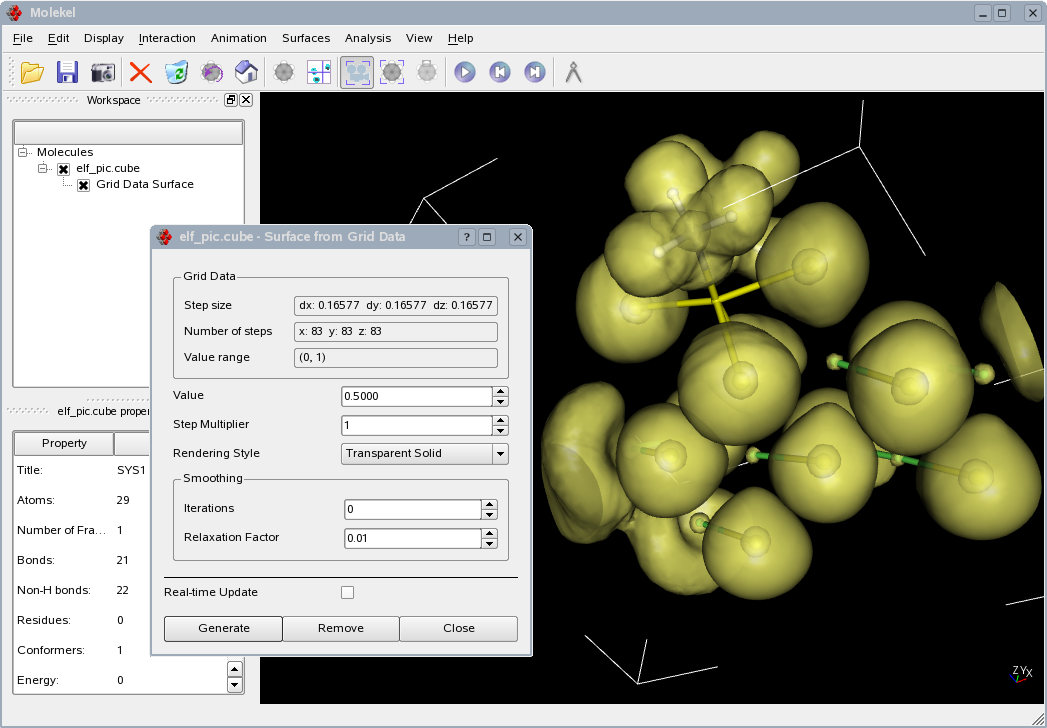 Molekel
File Edit Display Interaction Animation Surfaces Analysis View Help
Workspace
Molecules
elf_pic.cube
Grid Data Surface
elf_pic.cube - Surface from Grid Data
?
Grid Data
Step size dx: 0.16577 dy: 0.16577 dz: 0.16577
Number of steps x: 83 y: 83 z: 83
Value range (0, 1)
Value 0.5000
Step Multiplier 1
Rendering Style Transparent Solid
Smoothing
Iterations 0
Relaxation Factor 0.01
Real-time Update
Generate Remove Close
elf_pic.cube proper
Property
Title: SYS1
Atoms: 29
Number of Fra... 1
Bonds: 21
Non-H bonds: 22
Residues: 0
Conformers: 1
Energy: 0
Z Y X